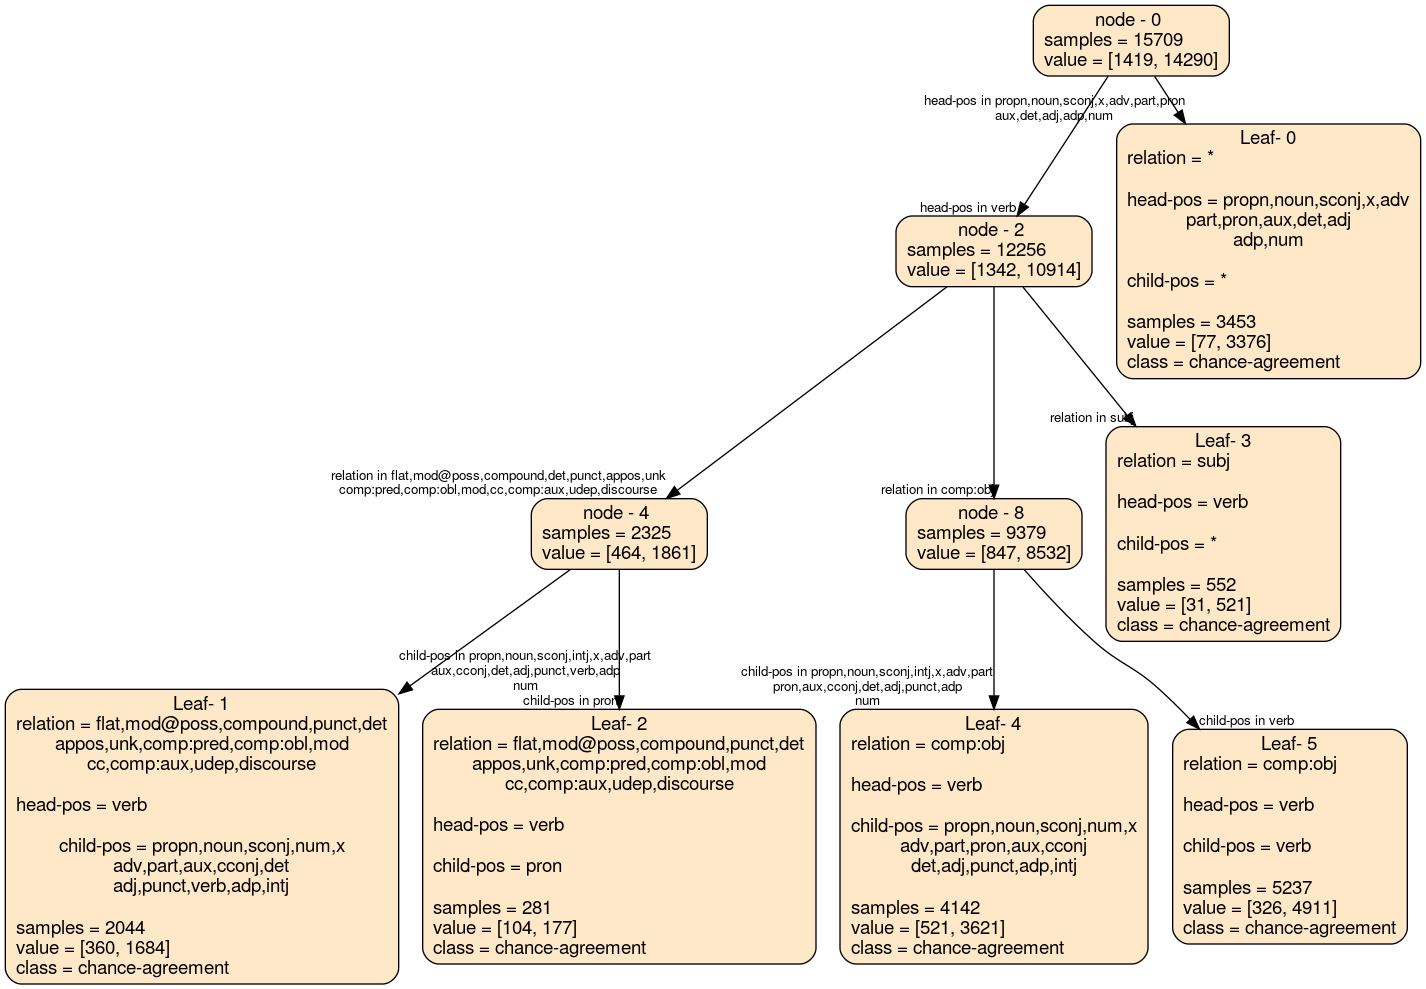 node - 0
samples = 15709
value = [1419, 14290]
head-pos in propn,noun,sconj,x,adv,part,pron
aux,det,adj,adp,num
Leaf- 0
relation = *
head-pos = propn,noun,sconj,x,adv
part,pron,aux,det,adj
adp,num
child-pos = *
samples = 3453
value = [77, 3376]
class = chance-agreement
head-pos in verb
node - 2
samples = 12256
value = [1342, 10914]
relation in subj
Leaf- 3
relation = subj
head-pos = verb
child-pos = *
samples = 552
value = [31, 521]
class = chance-agreement
relation in flat,mod@poss,compound,det,punct,appos,unk
comp:pred,comp:obl,mod,cc,comp:aux,udep,discourse
node - 4
samples = 2325
value = [464, 1861]
relation in comp:obj
node - 8
samples = 9379
value = [847, 8532]
child-pos in propn,noun,sconj,intj,x,adv,part
aux,cconj,det,adj,punct,verb,adp
num
child-pos in pron
child-pos in propn,noun,sconj,intj,x,adv,part
pron,aux,cconj,det,adj,punct,adp
num
child-pos in verb
Leaf- 1
relation = flat,mod@poss,compound,punct,det
appos,unk,comp:pred,comp:obl,mod
cc,comp:aux,udep,discourse
head-pos = verb
child-pos = propn,noun,sconj,num,x
adv,part,aux,cconj,det
adj,punct,verb,adp,intj
samples = 2044
value = [360, 1684]
class = chance-agreement
Leaf- 2
relation = flat,mod@poss,compound,punct,det
appos,unk,comp:pred,comp:obl,mod
cc,comp:aux,udep,discourse
head-pos = verb
child-pos = pron
samples = 281
value = [104, 177]
class = chance-agreement
Leaf- 4
relation = comp:obj
head-pos = verb
child-pos = propn,noun,sconj,num,x
adv,part,pron,aux,cconj
det,adj,punct,adp,intj
samples = 4142
value = [521, 3621]
class = chance-agreement
Leaf- 5
relation = comp:obj
head-pos = verb
child-pos = verb
samples = 5237
value = [326, 4911]
class = chance-agreement